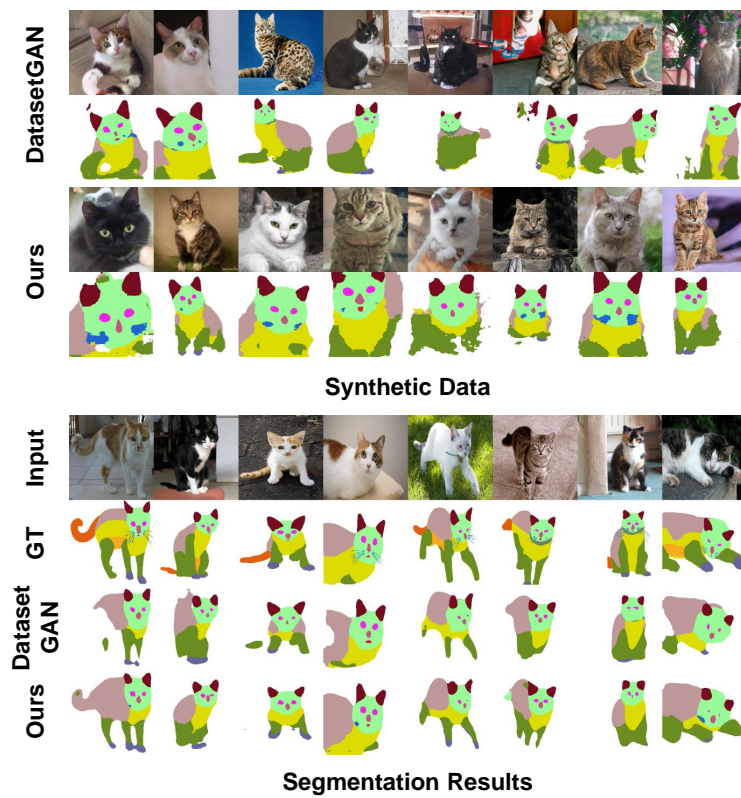 DatasetGAN
Ours
Synthetic Data
Input
GT
Dataset
GAN
Ours
Segmentation Results